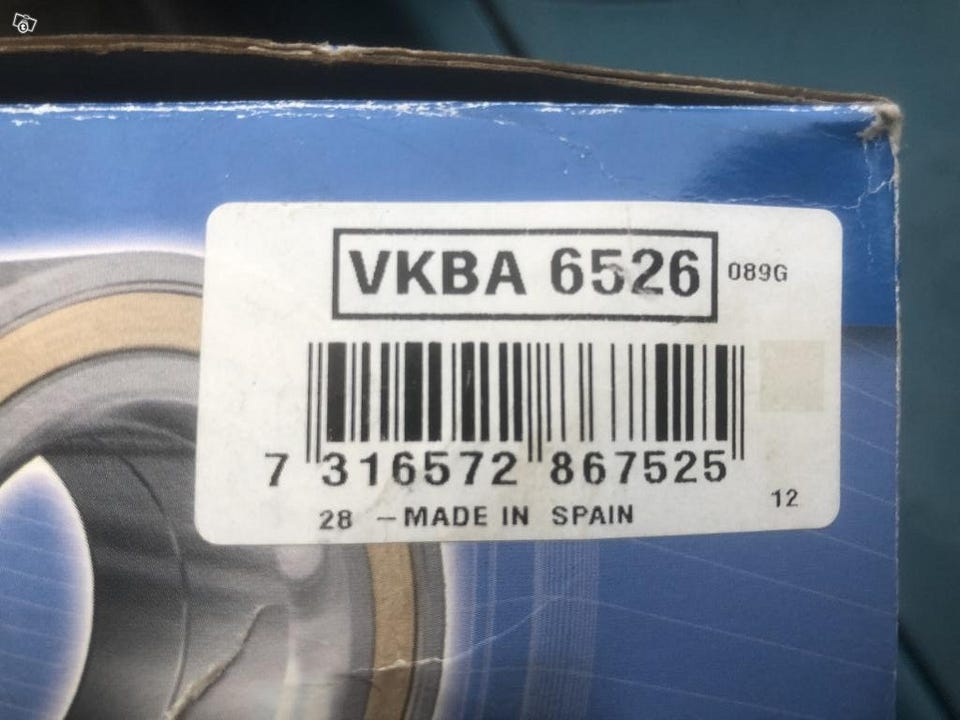 VKBA 6526 089G
7 316572 867525
28 – MADE IN SPAIN 12